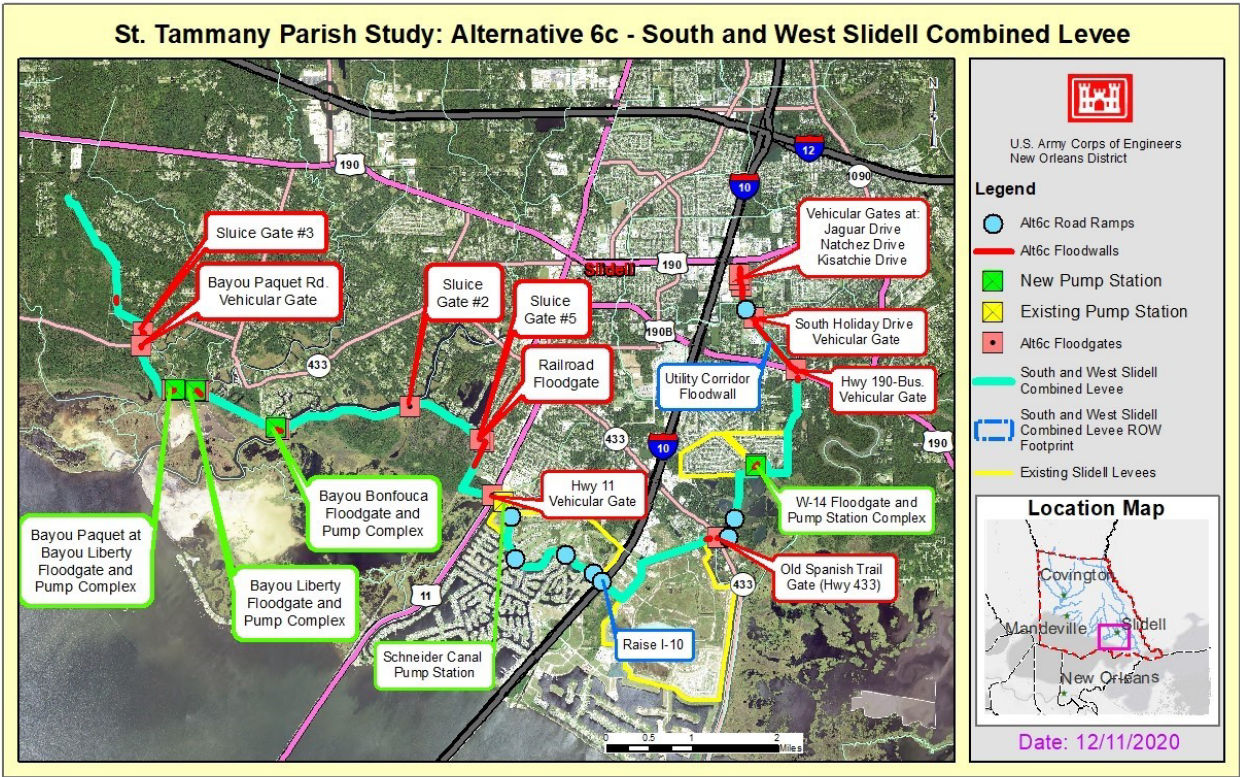 St. Tammany Parish Study: Alternative 6c - South and West Slidell Combined Levee
N
190
12
10
1090
Sluice Gate #3
Bayou Paquet Rd.
Vehicular Gate
Sluice
Gate #2
Sluice
Gate #5
Railroad
Floodgate
Slidell
190
Vehicular Gates at:
Jaguar Drive
Natchez Drive
Kisatchie Drive
433
190B
South Holiday Drive
Vehicular Gate
Utility Corridor
Floodwall
Hwy 190-Bus.
Vehicular Gate
433
10
190
Bayou Paquet at
Bayou Liberty
Floodgate and
Pump Complex
Bayou Liberty
Floodgate and
Pump Complex
Bayou Bonfouca
Floodgate and
Pump Complex
Hwy 11
Vehicular Gate
W-14 Floodgate and
Pump Station Complex
Old Spanish Trail
Gate (Hwy 433)
433
11
Schneider Canal
Pump Station
Raise I-10
0 0.5 1 2
Miles
U.S. Army Corps of Engineers
New Orleans District
Legend
Alt6c Road Ramps
Alt6c Floodwalls
New Pump Station
Existing Pump Station
Alt6c Floodgates
South and West Slidell
Combined Levee
South and West Slidell
Combined Levee ROW
Footprint
Existing Slidell Levees
Location Map
Covington
Mandeville
Slidell
New Orleans
Date: 12/11/2020